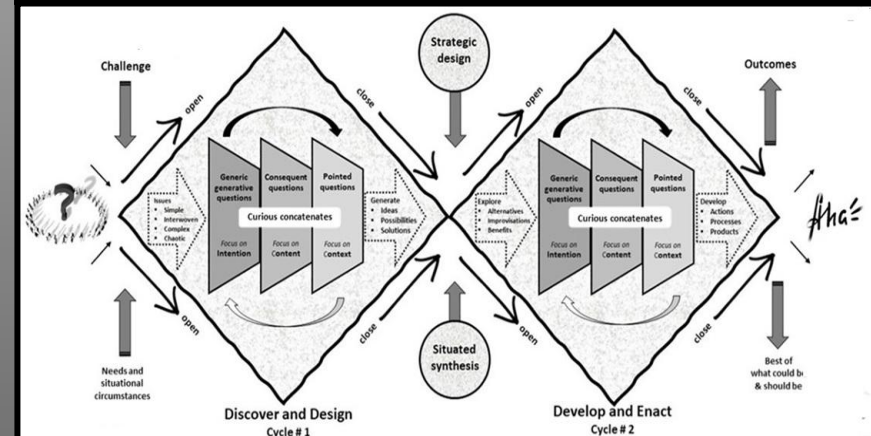 Challenge
open
Needs and
situational
circumstances
open
?
Issues
• Simple
• Interwoven
• Complex
• Chaotic
Generic
generative
questions
Consequent
questions
Pointed
questions
Curious concatenates
Focus on
Intention
Focus on
Content
Focus on
Context
Generate
• Ideas
• Possibilities
• Solutions
close
close
Discover and Design
Cycle # 1
Strategic
design
Situated
synthesis
open
open
Explore
• Alternatives
• Improvisations
• Benefits
Generic
generative
questions
Consequent
questions
Pointed
questions
Curious concatenates
Focus on
Intention
Focus on
Content
Focus on
Context
Develop
• Actions
• Processes
• Products
close
close
Develop and Enact
Cycle # 2
Outcomes
Aha
Best of
what could be
& should be